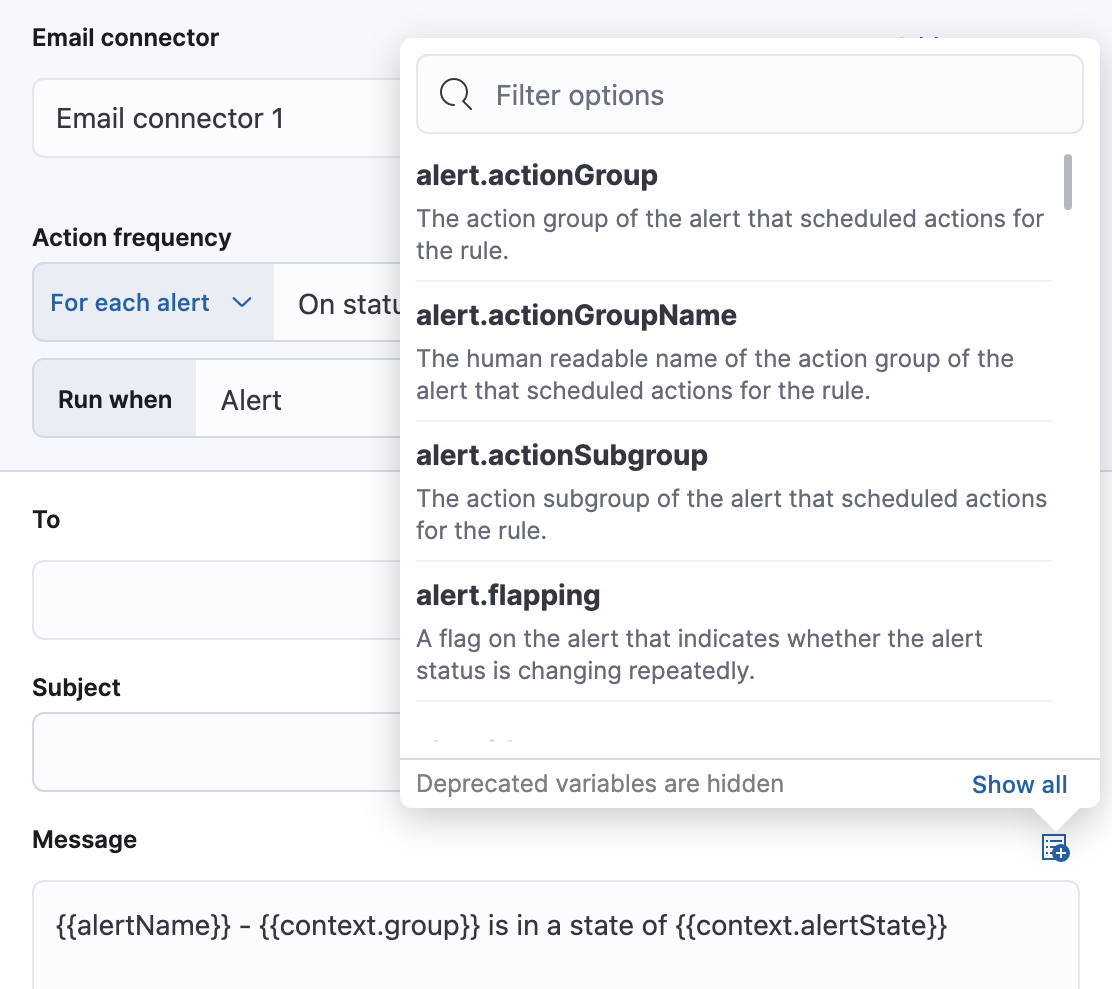 Email connector
Email connector 1
Action frequency
For each alert
On statu
Run when
Alert
To
Subject
Filter options
alert.actionGroup
The action group of the alert that scheduled actions for
the rule.
alert.actionGroupName
The human readable name of the action group of the
alert that scheduled actions for the rule.
alert.actionSubgroup
The action subgroup of the alert that scheduled actions
for the rule.
alert.flapping
A flag on the alert that indicates whether the alert
status is changing repeatedly.
Deprecated variables are hidden
Show all
Message
{{alertName}} - {{context.group}} is in a state of {{context.alertState}}